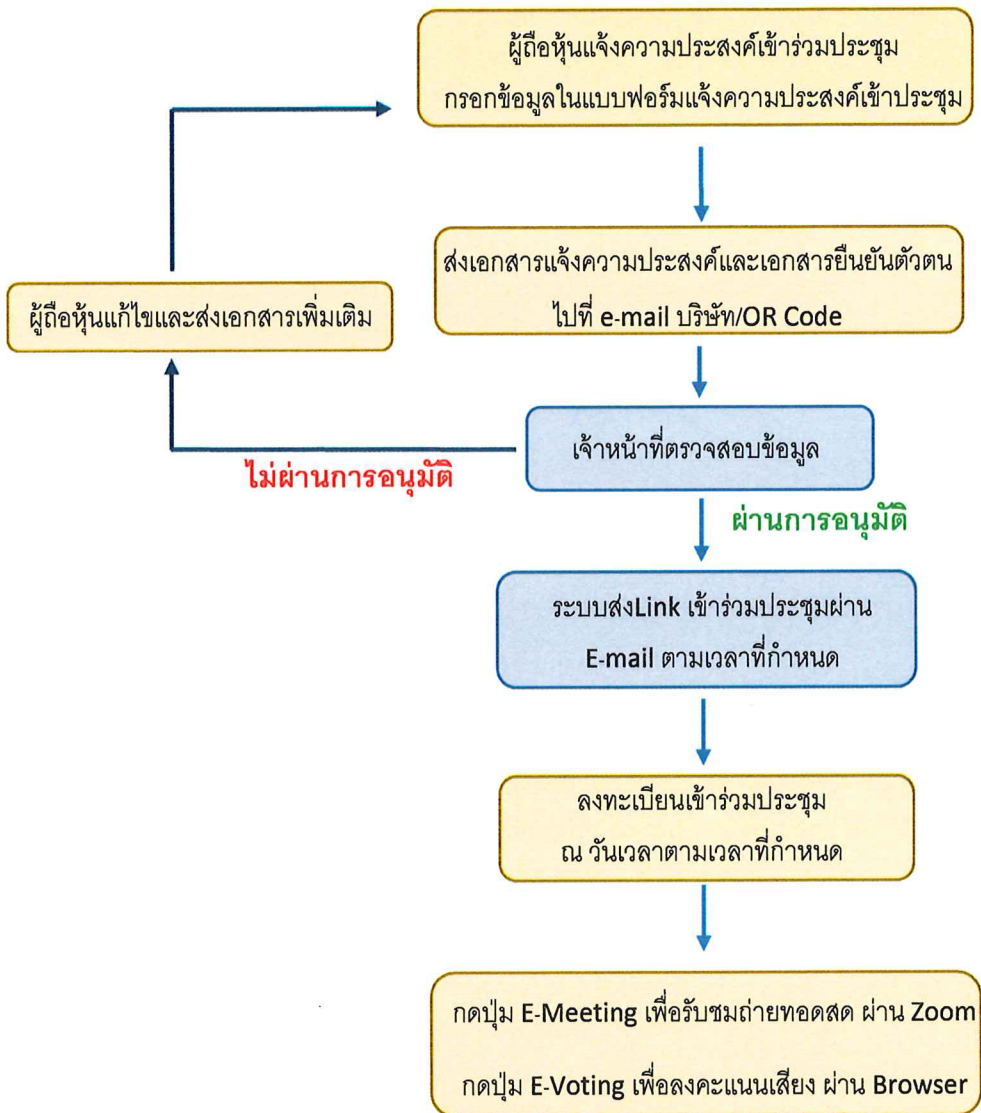 ผู้ถือหุ้นแจ้งความประสงค์เข้าร่วมประชุม
กรอกข้อมูลในแบบฟอร์มแจ้งความประสงค์เข้าประชุม
ส่งเอกสารแจ้งความประสงค์และเอกสารยืนยันตัวตน
ไปที่ e-mail บริษัท/OR Code
ผู้ถือหุ้นแก้ไขและส่งเอกสารเพิ่มเติม
เจ้าหน้าที่ตรวจสอบข้อมูล
ไม่ผ่านการอนุมัติ
ผ่านการอนุมัติ
ระบบส่งLink เข้าร่วมประชุมผ่าน
E-mail ตามเวลาที่กำหนด
ลงทะเบียนเข้าร่วมประชุม
ณ วันเวลาตามเวลาที่กำหนด
กดปุ่ม E-Meeting เพื่อรับชมถ่ายทอดสด ผ่าน Zoom
กดปุ่ม E-Voting เพื่อลงคะแนนเสียง ผ่าน Browser